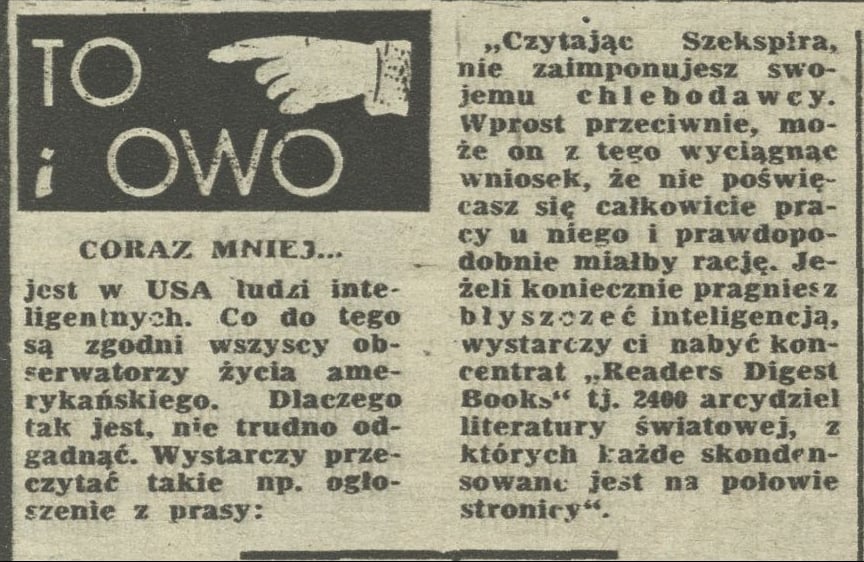 TO
i OWO
CORAZ MNIEJ...
jest w USA ludzi inte-
ligentnych. Co do tego
są zgodni wszyscy ob-
serwatorzy życia ame-
rykańskiego. Dlaczego
tak jest, nie trudno od-
gadnąć. Wystarczy prze-
czytać takie np. ogło-
szenie z prasy:
„Czytając Szekspira,
nie zaimponujesz swo-
jemu chlebodawcy.
Wprost przeciwnie, mo-
że on z tego wyciągnąć
wniosek, że nie poświę-
casz się całkowicie pra-
cy u niego i prawdopo-
dobnie miałby rację. Je-
żeli koniecznie pragniesz
błyszczeć inteligencją,
wystarczy ci nabyć kon-
centrat „Readers Digest
Books“ tj. 2400 arcydzieł
literatury światowej, z
których każde skonden-
sowane jest na połowie
stronicy“.